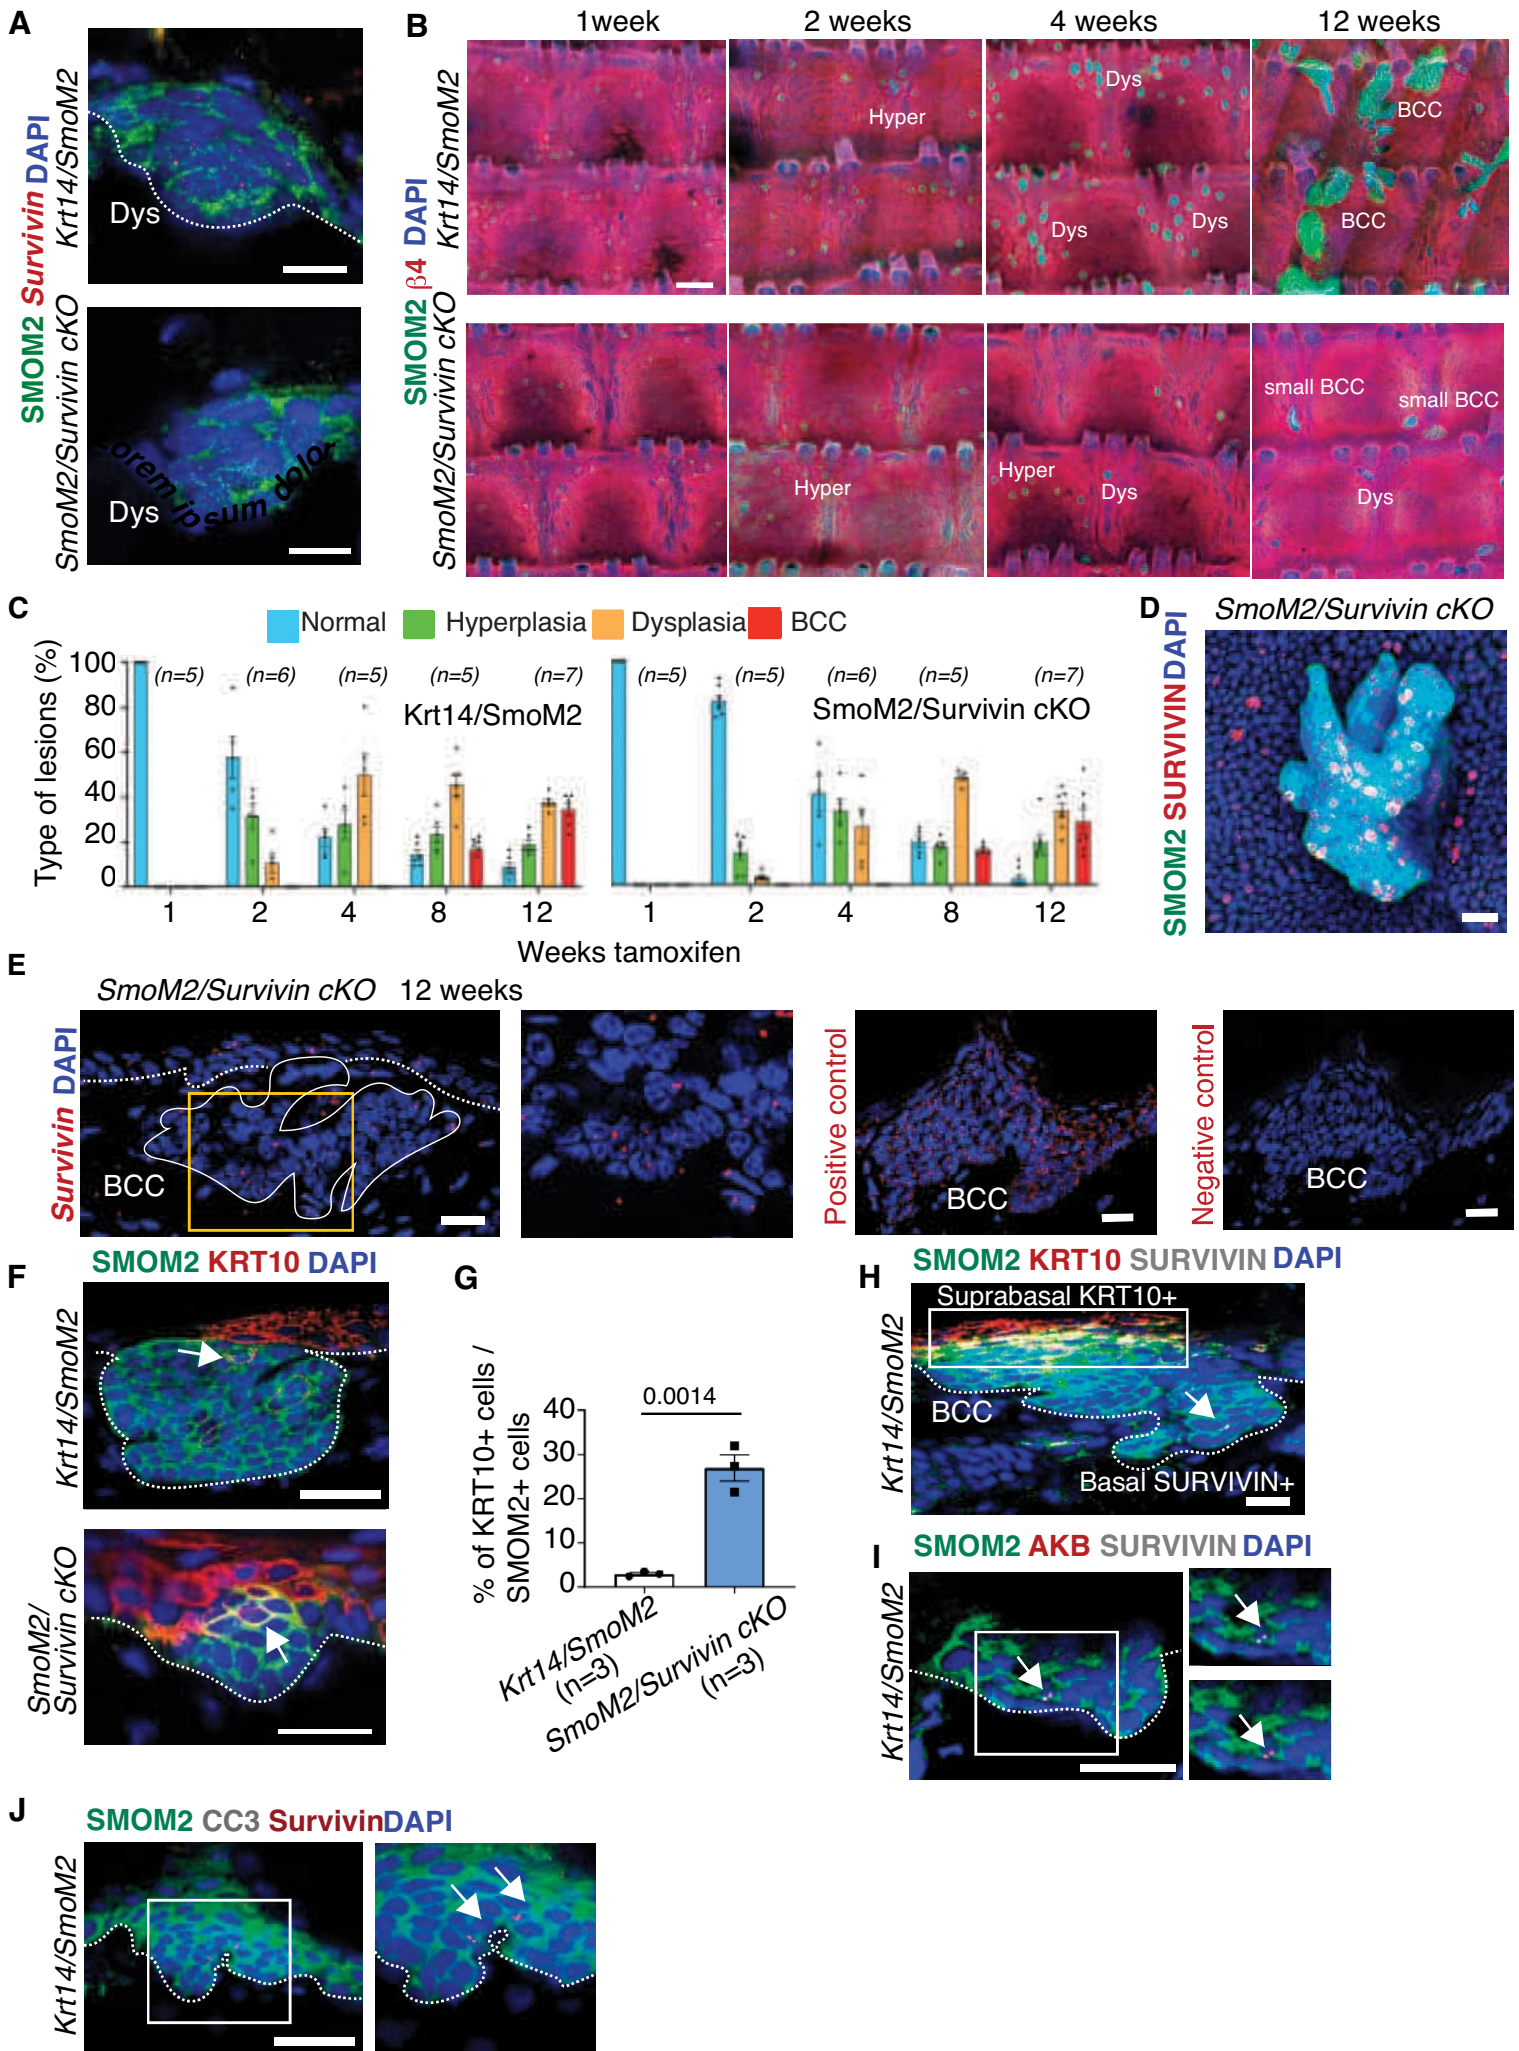 A
SMOM2 Survivin DAPI
Krt14/SmoM2
Dys
SmoM2/Survivin cKO
orem ipsum dolor
Dys
B
1week
2 weeks
4 weeks
12 weeks
SMOM2 β4 DAPI
Krt14/SmoM2
Hyper
Dys
Dys
Dys
BCC
BCC
SmoM2/Survivin cKO
Hyper
Hyper
Dys
small BCC
small BCC
Dys
C
Normal
Hyperplasia
Dysplasia
BCC
Type of lesions (%)
100
80
60
40
20
0
(n=5)
(n=6)
(n=5)
(n=5)
(n=7)
Krt14/SmoM2
(n=5)
(n=5)
(n=6)
(n=5)
(n=7)
SmoM2/Survivin cKO
1
2
4
8
12
1
2
4
8
12
Weeks tamoxifen
D
SmoM2/Survivin cKO
SMOM2 SURVIVIN DAPI
E
SmoM2/Survivin cKO 12 weeks
Survivin DAPI
BCC
Positive control
BCC
Negative control
BCC
F
SMOM2 KRT10 DAPI
Krt14/SmoM2
SmoM2/
Survivin cKO
G
% of KRT10+ cells /
SMOM2+ cells
40
30
20
10
0
0.0014
Krt14/SmoM2
(n=3)
SmoM2/Survivin cKO
(n=3)
H
SMOM2 KRT10 SURVIVIN DAPI
Krt14/SmoM2
Suprabasal KRT10+
BCC
Basal SURVIVIN+
I
SMOM2 AKB SURVIVIN DAPI
Krt14/SmoM2
J
SMOM2 CC3 Survivin DAPI
Krt14/SmoM2